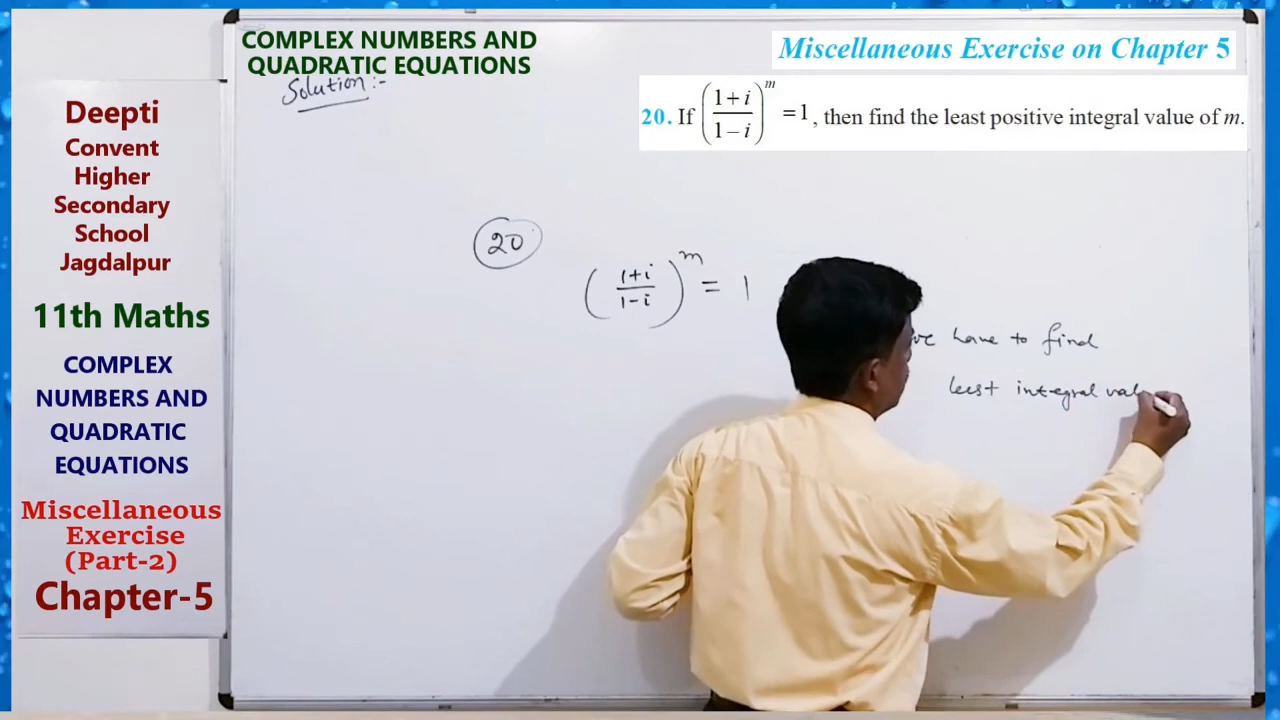 COMPLEX NUMBERS AND
QUADRATIC EQUATIONS
Solution :-
Miscellaneous Exercise on Chapter 5
20. If ((1+i)/(1−i))^m = 1, then find the least positive integral value of m.
Deepti
Convent
Higher
Secondary
School
Jagdalpur
11th Maths
COMPLEX
NUMBERS AND
QUADRATIC
EQUATIONS
Miscellaneous
Exercise
(Part-2)
Chapter-5
20
((1+i)/(1-i))^m = 1
have to find
integral